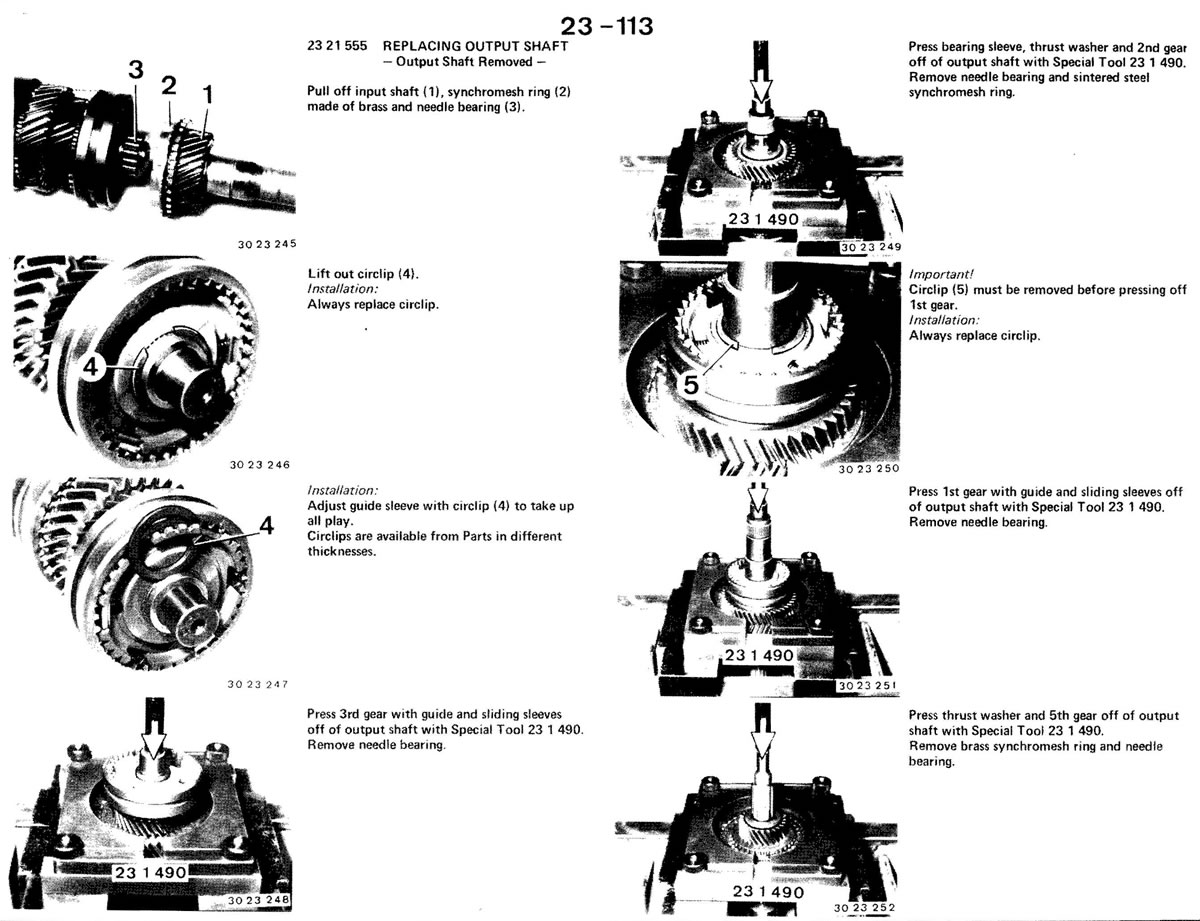 23-113
23 21 555 REPLACING OUTPUT SHAFT
– Output Shaft Removed –
Pull off input shaft (1), synchromesh ring (2)
made of brass and needle bearing (3).
3
2
1
30 23 245
Lift out circlip (4).
Installation:
Always replace circlip.
4
30 23 246
Installation:
Adjust guide sleeve with circlip (4) to take up
all play.
Circlips are available from Parts in different
thicknesses.
4
30 23 247
Press 3rd gear with guide and sliding sleeves
off of output shaft with Special Tool 23 1 490.
Remove needle bearing.
23 1 490
30 23 248
Press bearing sleeve, thrust washer and 2nd gear
off of output shaft with Special Tool 23 1 490.
Remove needle bearing and sintered steel
synchromesh ring.
23 1 490
30 23 249
Important!
Circlip (5) must be removed before pressing off
1st gear.
Installation:
Always replace circlip.
5
30 23 250
Press 1st gear with guide and sliding sleeves off
of output shaft with Special Tool 23 1 490.
Remove needle bearing.
23 1 490
30 23 251
Press thrust washer and 5th gear off of output
shaft with Special Tool 23 1 490.
Remove brass synchromesh ring and needle
bearing.
23 1 490
30 23 252